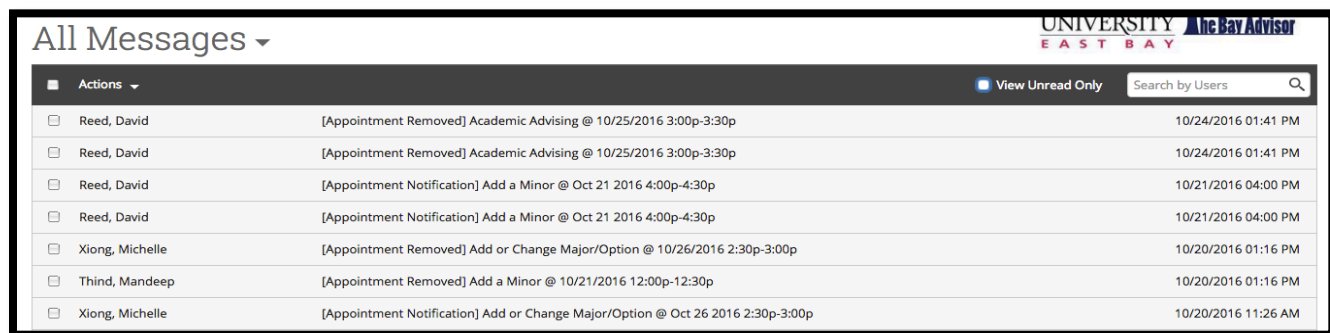 All Messages
UNIVERSITY The Bay Advisor
EAST BAY
Actions View Unread Only Search by Users
Reed, David [Appointment Removed] Academic Advising @ 10/25/2016 3:00p-3:30p 10/24/2016 01:41 PM
Reed, David [Appointment Removed] Academic Advising @ 10/25/2016 3:00p-3:30p 10/24/2016 01:41 PM
Reed, David [Appointment Notification] Add a Minor @ Oct 21 2016 4:00p-4:30p 10/21/2016 04:00 PM
Reed, David [Appointment Notification] Add a Minor @ Oct 21 2016 4:00p-4:30p 10/21/2016 04:00 PM
Xiong, Michelle [Appointment Removed] Add or Change Major/Option @ 10/26/2016 2:30p-3:00p 10/20/2016 01:16 PM
Thind, Mandeep [Appointment Removed] Add a Minor @ 10/21/2016 12:00p-12:30p 10/20/2016 01:16 PM
Xiong, Michelle [Appointment Notification] Add or Change Major/Option @ Oct 26 2016 2:30p-3:00p 10/20/2016 11:26 AM